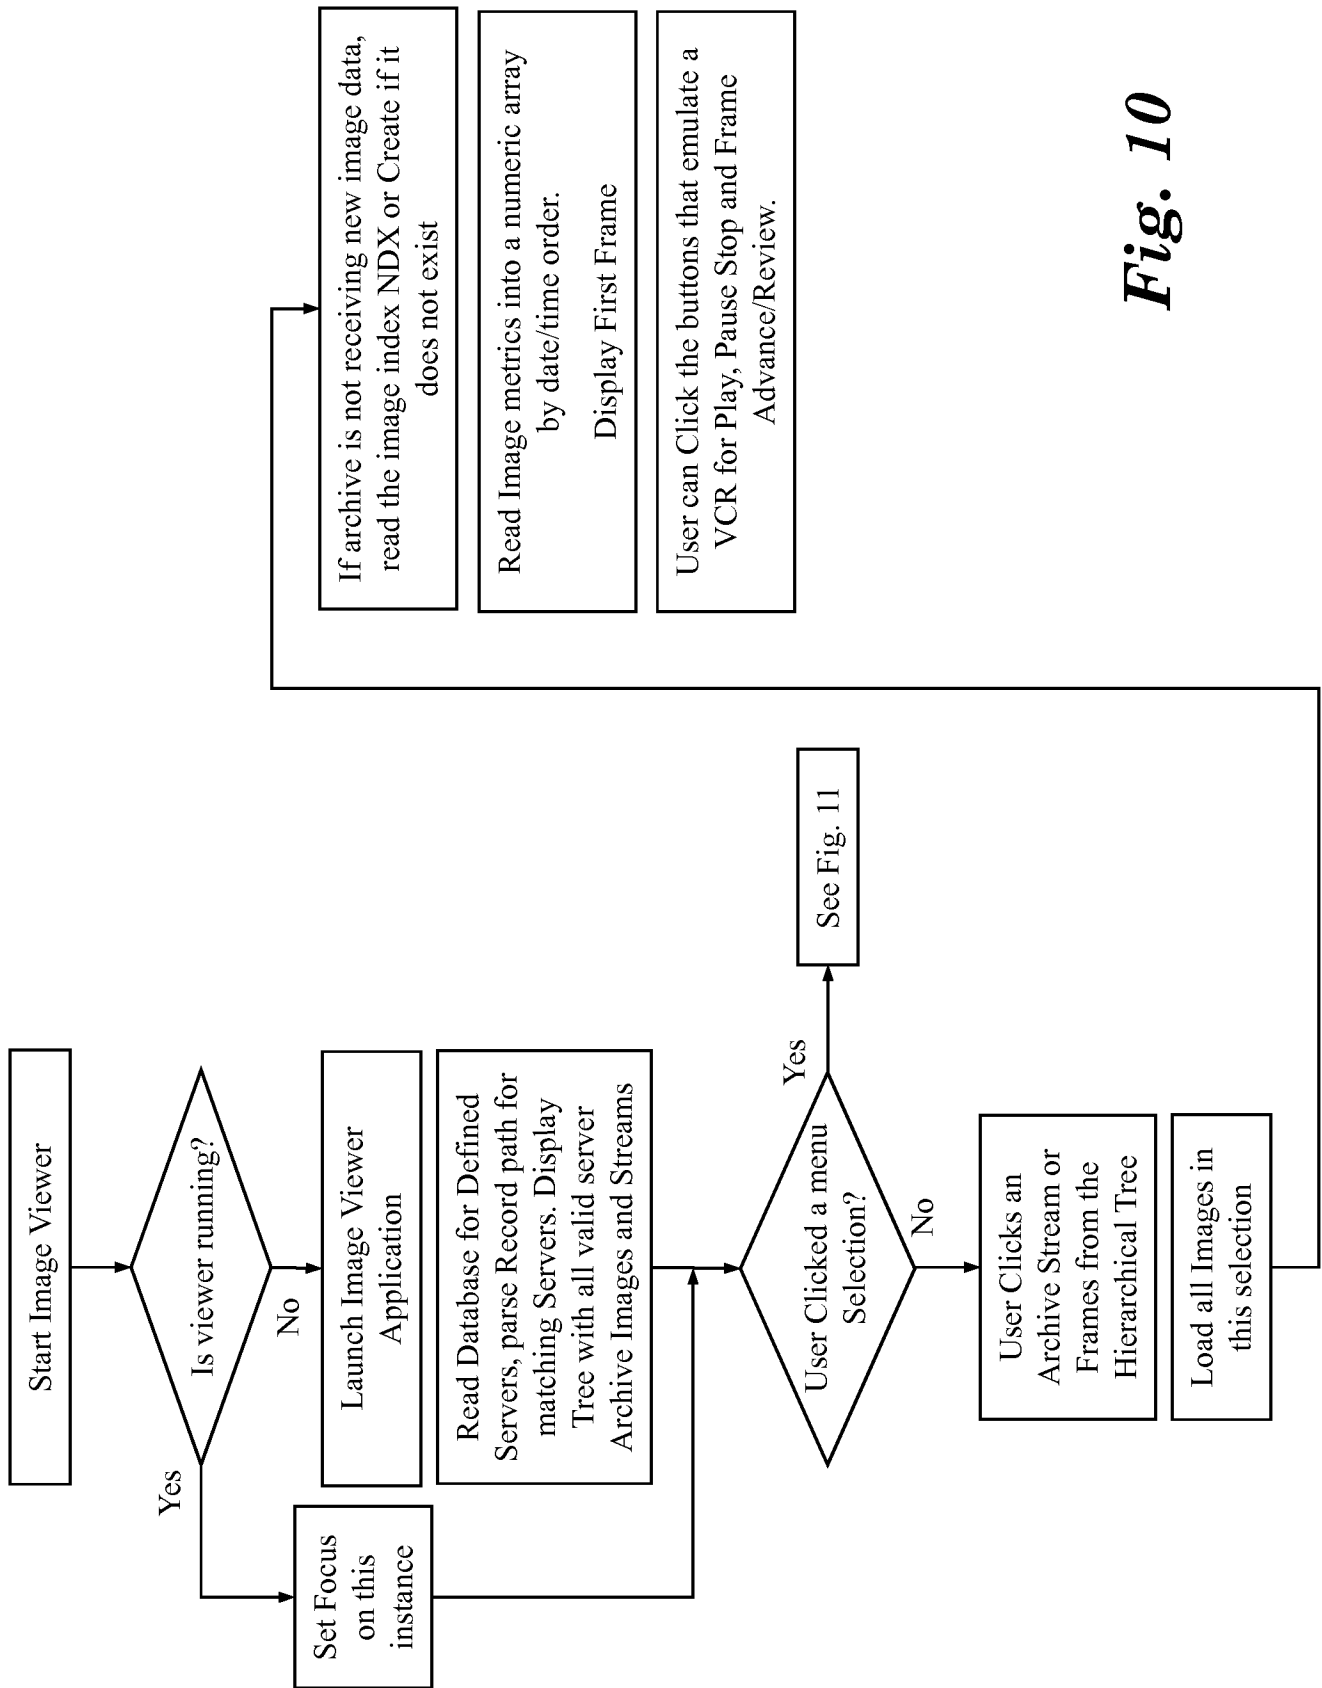 Start Image Viewer
Is viewer running?
Yes
No
Set Focus
on this
instance
Launch Image Viewer
Application
Read Database for Defined
Servers, parse Record path for
matching Servers. Display
Tree with all valid server
Archive Images and Streams
User Clicked a menu
Selection?
Yes
See Fig. 11
No
User Clicks an
Archive Stream or
Frames from the
Hierarchical Tree
Load all Images in
this selection
If archive is not receiving new image data,
read the image index NDX or Create if it
does not exist
Read Image metrics into a numeric array
by date/time order.
Display First Frame
User can Click the buttons that emulate a
VCR for Play, Pause Stop and Frame
Advance/Review.
Fig. 10